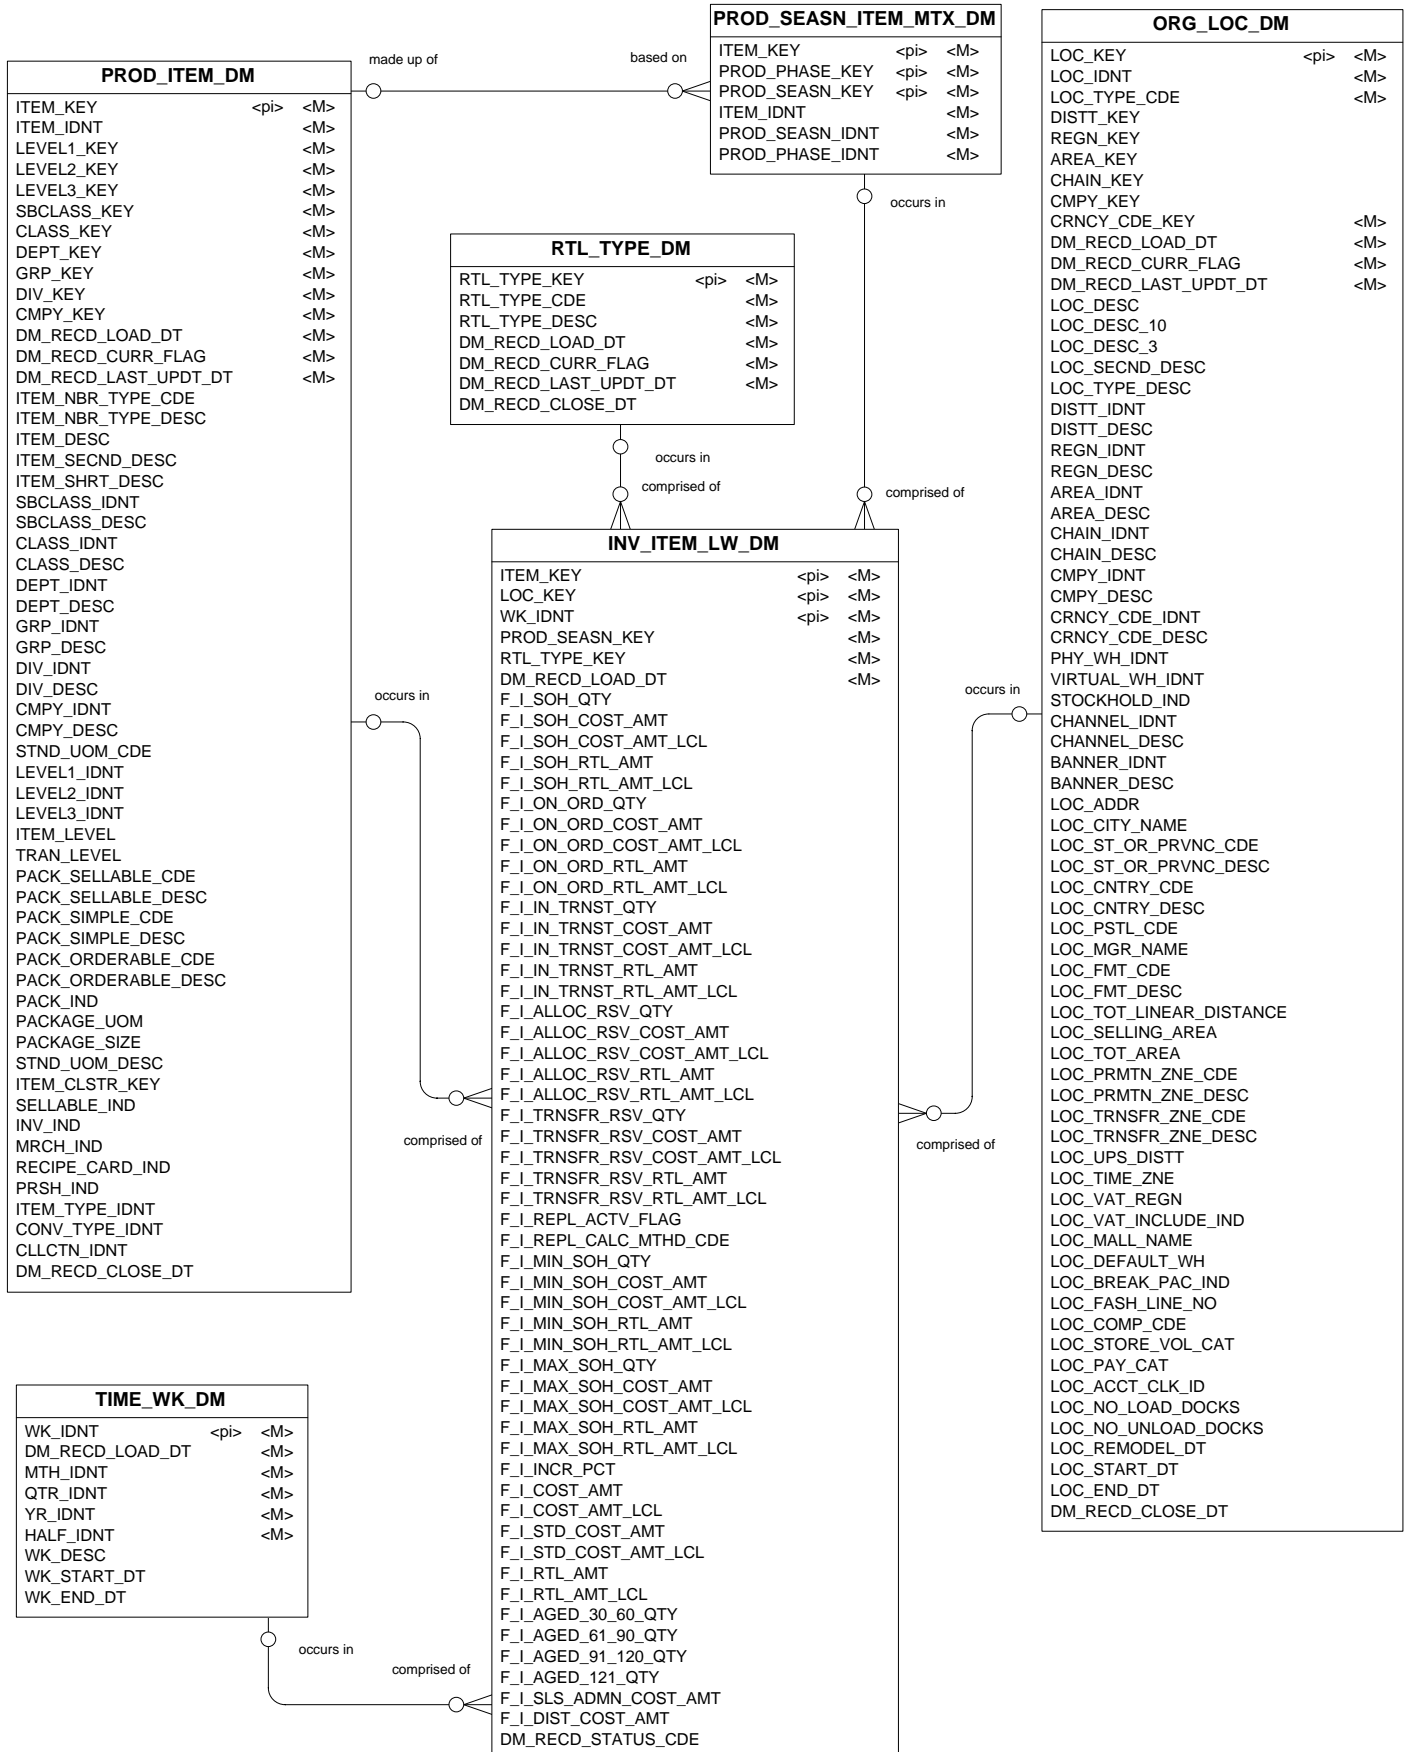 PROD_ITEM_DM
ITEM_KEY <pi> <M>
ITEM_IDNT <M>
LEVEL1_KEY <M>
LEVEL2_KEY <M>
LEVEL3_KEY <M>
SBCLASS_KEY <M>
CLASS_KEY <M>
DEPT_KEY <M>
GRP_KEY <M>
DIV_KEY <M>
CMPY_KEY <M>
DM_RECD_LOAD_DT <M>
DM_RECD_CURR_FLAG <M>
DM_RECD_LAST_UPDT_DT <M>
ITEM_NBR_TYPE_CDE
ITEM_NBR_TYPE_DESC
ITEM_DESC
ITEM_SECND_DESC
ITEM_SHRT_DESC
SBCLASS_IDNT
SBCLASS_DESC
CLASS_IDNT
CLASS_DESC
DEPT_IDNT
DEPT_DESC
GRP_IDNT
GRP_DESC
DIV_IDNT
DIV_DESC
CMPY_IDNT
CMPY_DESC
STND_UOM_CDE
LEVEL1_IDNT
LEVEL2_IDNT
LEVEL3_IDNT
ITEM_LEVEL
TRAN_LEVEL
PACK_SELLABLE_CDE
PACK_SELLABLE_DESC
PACK_SIMPLE_CDE
PACK_SIMPLE_DESC
PACK_ORDERABLE_CDE
PACK_ORDERABLE_DESC
PACK_IND
PACKAGE_UOM
PACKAGE_SIZE
STND_UOM_DESC
ITEM_CLSTR_KEY
SELLABLE_IND
INV_IND
MRCH_IND
RECIPE_CARD_IND
PRSH_IND
ITEM_TYPE_IDNT
CONV_TYPE_IDNT
CLLCTN_IDNT
DM_RECD_CLOSE_DT
made up of
based on
PROD_SEASN_ITEM_MTX_DM
ITEM_KEY <pi> <M>
PROD_PHASE_KEY <pi> <M>
PROD_SEASN_KEY <pi> <M>
ITEM_IDNT <M>
PROD_SEASN_IDNT <M>
PROD_PHASE_IDNT <M>
occurs in
comprised of
RTL_TYPE_DM
RTL_TYPE_KEY <pi> <M>
RTL_TYPE_CDE <M>
RTL_TYPE_DESC <M>
DM_RECD_LOAD_DT <M>
DM_RECD_CURR_FLAG <M>
DM_RECD_LAST_UPDT_DT <M>
DM_RECD_CLOSE_DT
occurs in
comprised of
INV_ITEM_LW_DM
ITEM_KEY <pi> <M>
LOC_KEY <pi> <M>
WK_IDNT <pi> <M>
PROD_SEASN_KEY <M>
RTL_TYPE_KEY <M>
DM_RECD_LOAD_DT <M>
F_I_SOH_QTY
F_I_SOH_COST_AMT
F_I_SOH_COST_AMT_LCL
F_I_SOH_RTL_AMT
F_I_SOH_RTL_AMT_LCL
F_I_ON_ORD_QTY
F_I_ON_ORD_COST_AMT
F_I_ON_ORD_COST_AMT_LCL
F_I_ON_ORD_RTL_AMT
F_I_ON_ORD_RTL_AMT_LCL
F_I_IN_TRNST_QTY
F_I_IN_TRNST_COST_AMT
F_I_IN_TRNST_COST_AMT_LCL
F_I_IN_TRNST_RTL_AMT
F_I_IN_TRNST_RTL_AMT_LCL
F_I_ALLOC_RSV_QTY
F_I_ALLOC_RSV_COST_AMT
F_I_ALLOC_RSV_COST_AMT_LCL
F_I_ALLOC_RSV_RTL_AMT
F_I_ALLOC_RSV_RTL_AMT_LCL
F_I_TRNSFR_RSV_QTY
F_I_TRNSFR_RSV_COST_AMT
F_I_TRNSFR_RSV_COST_AMT_LCL
F_I_TRNSFR_RSV_RTL_AMT
F_I_TRNSFR_RSV_RTL_AMT_LCL
F_I_REPL_ACTV_FLAG
F_I_REPL_CALC_MTHD_CDE
F_I_MIN_SOH_QTY
F_I_MIN_SOH_COST_AMT
F_I_MIN_SOH_COST_AMT_LCL
F_I_MIN_SOH_RTL_AMT
F_I_MIN_SOH_RTL_AMT_LCL
F_I_MAX_SOH_QTY
F_I_MAX_SOH_COST_AMT
F_I_MAX_SOH_COST_AMT_LCL
F_I_MAX_SOH_RTL_AMT
F_I_MAX_SOH_RTL_AMT_LCL
F_I_INCR_PCT
F_I_COST_AMT
F_I_COST_AMT_LCL
F_I_STD_COST_AMT
F_I_STD_COST_AMT_LCL
F_I_RTL_AMT
F_I_RTL_AMT_LCL
F_I_AGED_30_60_QTY
F_I_AGED_61_90_QTY
F_I_AGED_91_120_QTY
F_I_AGED_121_QTY
F_I_SLS_ADMN_COST_AMT
F_I_DIST_COST_AMT
DM_RECD_STATUS_CDE
occurs in
comprised of
occurs in
comprised of
ORG_LOC_DM
LOC_KEY <pi> <M>
LOC_IDNT <M>
LOC_TYPE_CDE <M>
DISTT_KEY
REGN_KEY
AREA_KEY
CHAIN_KEY
CMPY_KEY
CRNCY_CDE_KEY <M>
DM_RECD_LOAD_DT <M>
DM_RECD_CURR_FLAG <M>
DM_RECD_LAST_UPDT_DT <M>
LOC_DESC
LOC_DESC_10
LOC_DESC_3
LOC_SECND_DESC
LOC_TYPE_DESC
DISTT_IDNT
DISTT_DESC
REGN_IDNT
REGN_DESC
AREA_IDNT
AREA_DESC
CHAIN_IDNT
CHAIN_DESC
CMPY_IDNT
CMPY_DESC
CRNCY_CDE_IDNT
CRNCY_CDE_DESC
PHY_WH_IDNT
VIRTUAL_WH_IDNT
STOCKHOLD_IND
CHANNEL_IDNT
CHANNEL_DESC
BANNER_IDNT
BANNER_DESC
LOC_ADDR
LOC_CITY_NAME
LOC_ST_OR_PRVNC_CDE
LOC_ST_OR_PRVNC_DESC
LOC_CNTRY_CDE
LOC_CNTRY_DESC
LOC_PSTL_CDE
LOC_MGR_NAME
LOC_FMT_CDE
LOC_FMT_DESC
LOC_TOT_LINEAR_DISTANCE
LOC_SELLING_AREA
LOC_TOT_AREA
LOC_PRMTN_ZNE_CDE
LOC_PRMTN_ZNE_DESC
LOC_TRNSFR_ZNE_CDE
LOC_TRNSFR_ZNE_DESC
LOC_UPS_DISTT
LOC_TIME_ZNE
LOC_VAT_REGN
LOC_VAT_INCLUDE_IND
LOC_MALL_NAME
LOC_DEFAULT_WH
LOC_BREAK_PAC_IND
LOC_FASH_LINE_NO
LOC_COMP_CDE
LOC_STORE_VOL_CAT
LOC_PAY_CAT
LOC_ACCT_CLK_ID
LOC_NO_LOAD_DOCKS
LOC_NO_UNLOAD_DOCKS
LOC_REMODEL_DT
LOC_START_DT
LOC_END_DT
DM_RECD_CLOSE_DT
TIME_WK_DM
WK_IDNT <pi> <M>
DM_RECD_LOAD_DT <M>
MTH_IDNT <M>
QTR_IDNT <M>
YR_IDNT <M>
HALF_IDNT <M>
WK_DESC
WK_START_DT
WK_END_DT
occurs in
comprised of